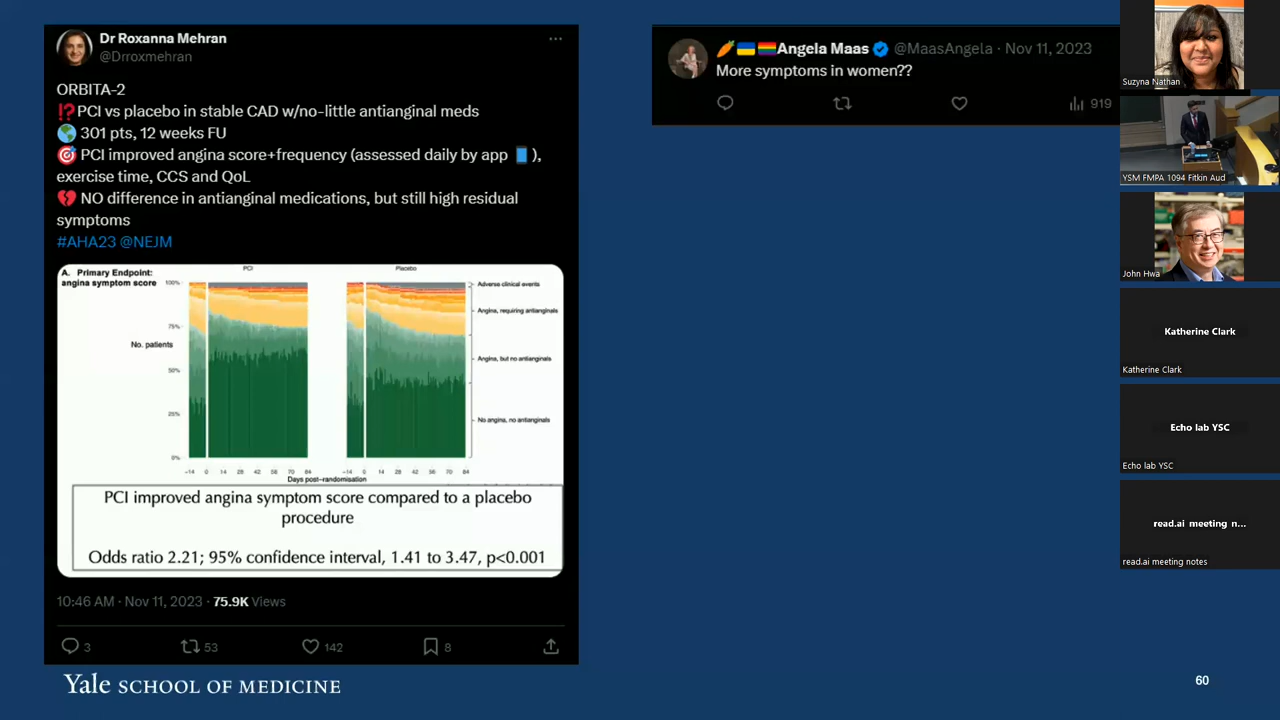 Dr Roxanna Mehran
@Drroxmehran
ORBITA-2
⁉️PCI vs placebo in stable CAD w/no-little antianginal meds
🌎 301 pts, 12 weeks FU
🎯 PCI improved angina score+frequency (assessed daily by app 📱),
exercise time, CCS and QoL
💔 NO difference in antianginal medications, but still high residual
symptoms
#AHA23 @NEJM
A. Primary Endpoint:
angina symptom score
PCI
Placebo
100%
75%
50%
25%
0%
No. patients
Adverse clinical events
Angina, requiring antianginals
Angina, but no antianginals
No angina, no antianginals
-14 0 14 28 42 56 70 84
-14 0 14 28 42 56 70 84
Days post-randomisation
PCI improved angina symptom score compared to a placebo
procedure
Odds ratio 2.21; 95% confidence interval, 1.41 to 3.47, p<0.001
10:46 AM · Nov 11, 2023 · 75.9K Views
3 53 142 8
🥕🇺🇦🏳️‍🌈Angela Maas @MaasAngela · Nov 11, 2023
More symptoms in women??
919
Yale SCHOOL OF MEDICINE
60
Suzyna Nathan
YSM FMPA 1094 Fitkin Aud
John Hwa
Katherine Clark
Katherine Clark
Echo lab YSC
Echo lab YSC
read.ai meeting n...
read.ai meeting notes